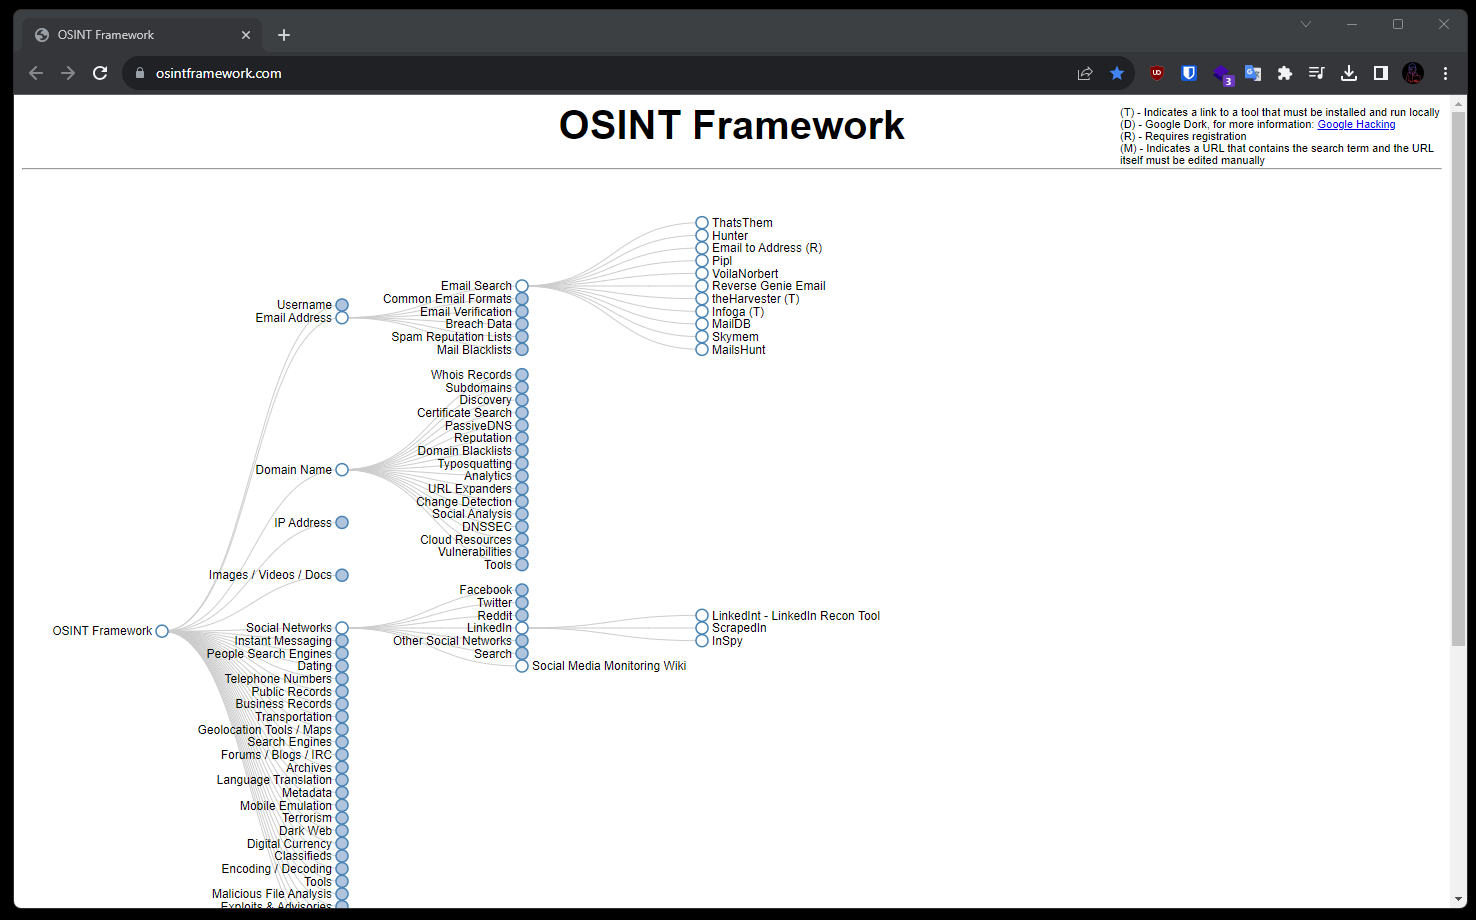 OSINT Framework
osintframework.com
3
OSINT Framework
(T) - Indicates a link to a tool that must be installed and run locally
(D) - Google Dork, for more information: Google Hacking
(R) - Requires registration
(M) - Indicates a URL that contains the search term and the URL
itself must be edited manually
ThatsThem
Hunter
Email to Address (R)
Pipl
VoilaNorbert
Reverse Genie Email
theHarvester (T)
Infoga (T)
MailDB
Skymem
MailsHunt
Email Search
Common Email Formats
Email Verification
Breach Data
Spam Reputation Lists
Mail Blacklists
Username
Email Address
Whois Records
Subdomains
Discovery
Certificate Search
PassiveDNS
Reputation
Domain Blacklists
Typosquatting
Analytics
URL Expanders
Change Detection
Social Analysis
DNSSEC
Cloud Resources
Vulnerabilities
Tools
Domain Name
IP Address
Images / Videos / Docs
Facebook
Twitter
Reddit
LinkedIn
Other Social Networks
Search
Social Media Monitoring Wiki
LinkedInt - LinkedIn Recon Tool
ScrapedIn
InSpy
OSINT Framework
Social Networks
Instant Messaging
People Search Engines
Dating
Telephone Numbers
Public Records
Business Records
Transportation
Geolocation Tools / Maps
Search Engines
Forums / Blogs / IRC
Archives
Language Translation
Metadata
Mobile Emulation
Terrorism
Dark Web
Digital Currency
Classifieds
Encoding / Decoding
Tools
Malicious File Analysis
Exploits & Advisories